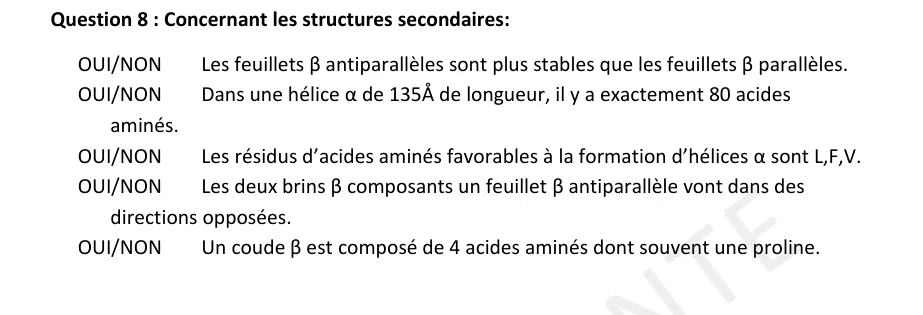 Question 8 : Concernant les structures secondaires:
OUI/NON Les feuillets β antiparallèles sont plus stables que les feuillets β parallèles.
OUI/NON Dans une hélice α de 135Å de longueur, il y a exactement 80 acides
aminés.
OUI/NON Les résidus d’acides aminés favorables à la formation d’hélices α sont L,F,V.
OUI/NON Les deux brins β composants un feuillet β antiparallèle vont dans des
directions opposées.
OUI/NON Un coude β est composé de 4 acides aminés dont souvent une proline.